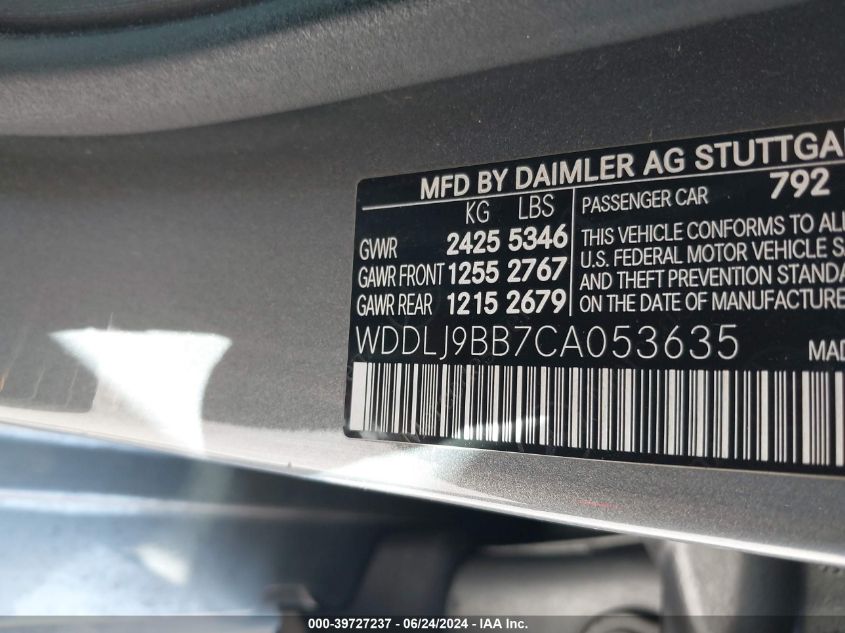 MFD BY DAIMLER AG STUTTGA
KG LBS
GVWR 2425 5346
GAWR FRONT 1255 2767
GAWR REAR 1215 2679
PASSENGER CAR 792
THIS VEHICLE CONFORMS TO AL
U.S. FEDERAL MOTOR VEHICLE S
AND THEFT PREVENTION STANDA
ON THE DATE OF MANUFACTURE
WDDLJ9BB7CA053635 MAD
000-39727237 - 06/24/2024 - IAA Inc.